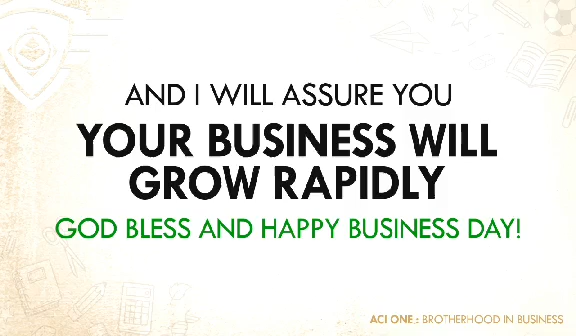 AND I WILL ASSURE YOU
YOUR BUSINESS WILL
GROW RAPIDLY
GOD BLESS AND HAPPY BUSINESS DAY!
ACI ONE : BROTHERHOOD IN BUSINESS